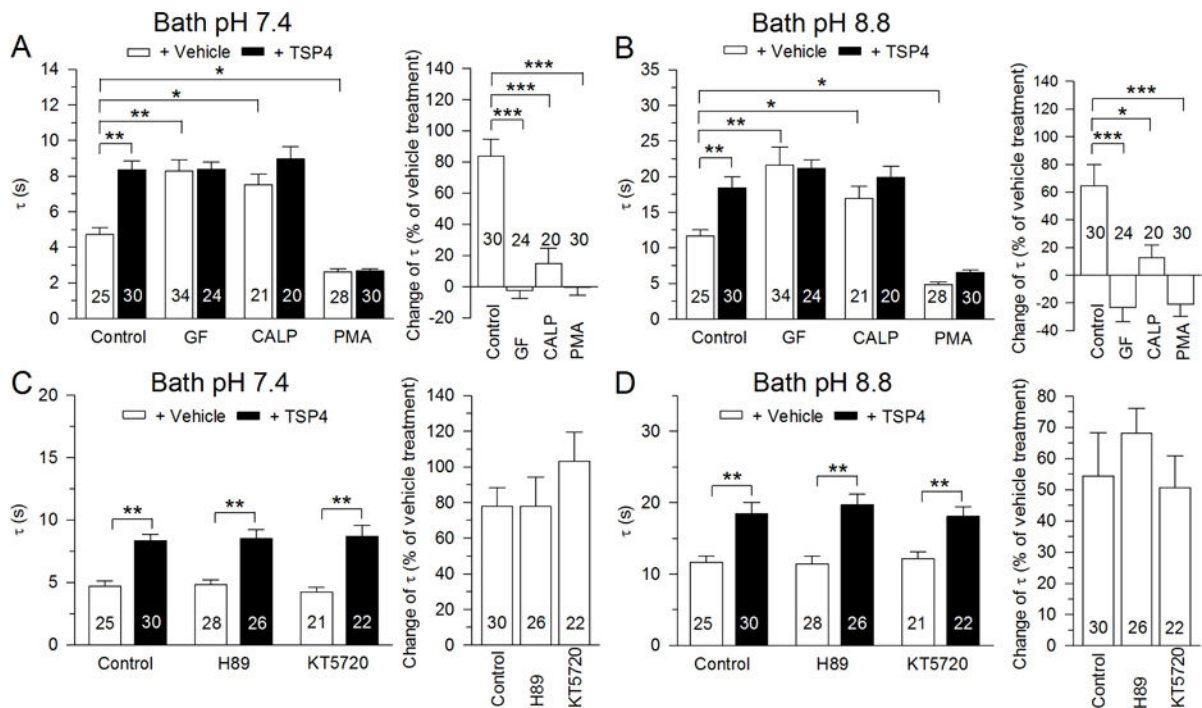 A
Bath pH 7.4
+ Vehicle + TSP4
τ (s)
14
12
10
8
6
4
2
0
*
*
**
**
25 30 34 24 21 20 28 30
Control GF CALP PMA
Change of τ (% of vehicle treatment)
140
120
100
80
60
40
20
0
-20
***
***
***
30 24 20 30
Control
GF
CALP
PMA
B
Bath pH 8.8
+ Vehicle + TSP4
τ (s)
35
30
25
20
15
10
5
0
*
*
**
**
25 30 34 24 21 20 28 30
Control GF CALP PMA
Change of τ (% of vehicle treatment)
140
120
100
80
60
40
20
0
-20
-40
***
*
***
30 24 20 30
Control
GF
CALP
PMA
C
Bath pH 7.4
+ Vehicle + TSP4
τ (s)
20
15
10
5
0
** ** **
25 30 28 26 21 22
Control H89 KT5720
Change of τ (% of vehicle treatment)
140
120
100
80
60
40
20
0
30 26 22
Control
H89
KT5720
D
Bath pH 8.8
+ Vehicle + TSP4
τ (s)
35
30
20
10
0
** ** **
25 30 28 26 21 22
Control H89 KT5720
Change of τ (% of vehicle treatment)
80
70
60
50
40
30
20
10
0
30 26 22
Control
H89
KT5720